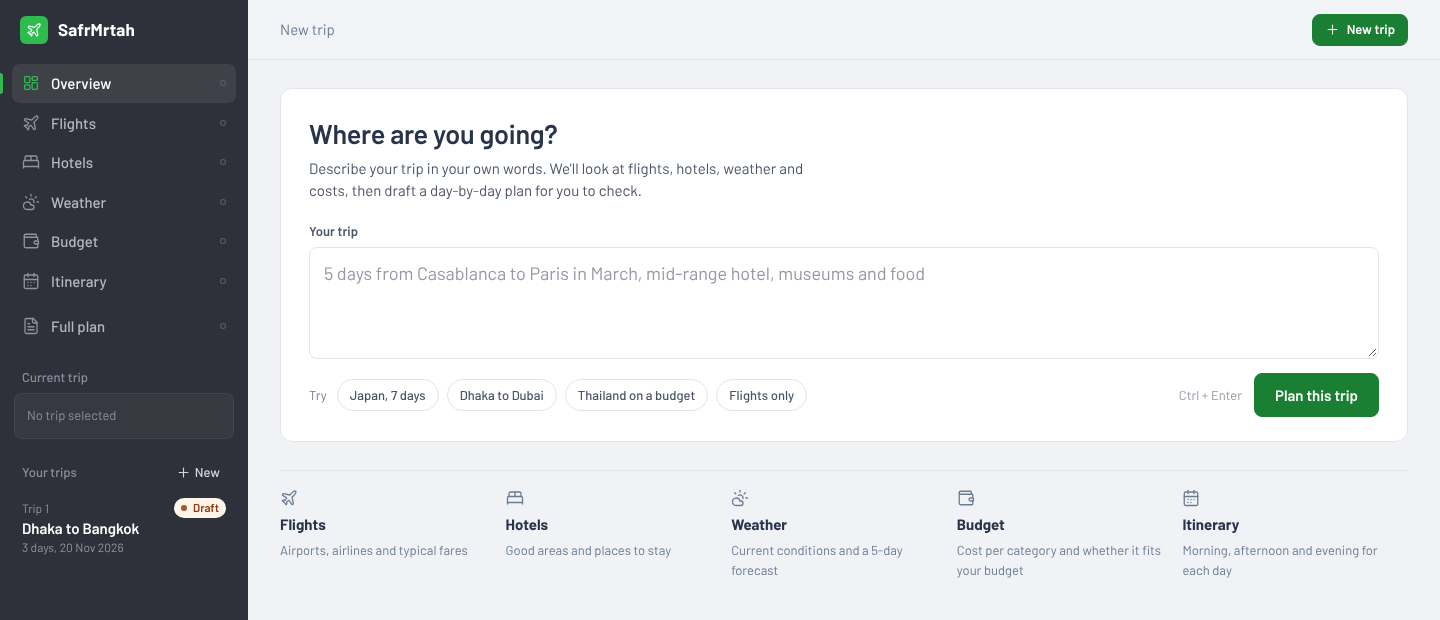 SafrMrtah
Overview
Flights
Hotels
Weather
Budget
Itinerary
Full plan
Current trip
No trip selected
Your trips
+ New
Trip 1
Draft
Dhaka to Bangkok
3 days, 20 Nov 2026
New trip
+ New trip
Where are you going?
Describe your trip in your own words. We'll look at flights, hotels, weather and
costs, then draft a day-by-day plan for you to check.
Your trip
5 days from Casablanca to Paris in March, mid-range hotel, museums and food
Try
Japan, 7 days
Dhaka to Dubai
Thailand on a budget
Flights only
Ctrl + Enter
Plan this trip
Flights
Airports, airlines and typical fares
Hotels
Good areas and places to stay
Weather
Current conditions and a 5-day
forecast
Budget
Cost per category and whether it fits
your budget
Itinerary
Morning, afternoon and evening for
each day